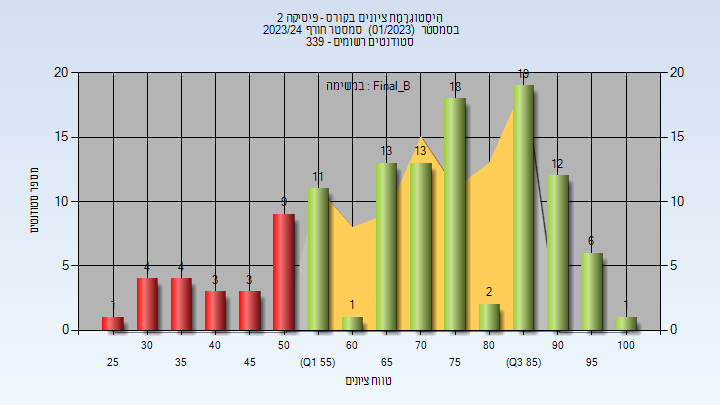 היסטוגרמת ציונים בקורס - פיסיקה 2
בסמסטר (01/2023) סמסטר חורף 2023/24
סטודנטים רשומים - 339
במשימה : Final_B
מספר סטודנטים
20 20
15 15
10 10
5 5
0 0
1 4 4 3 3 9 11 1 13 13 18 2 19 12 6 1
25 30 35 40 45 50 (Q1 55) 60 65 70 75 80 (Q3 85) 90 95 100
טווח ציונים